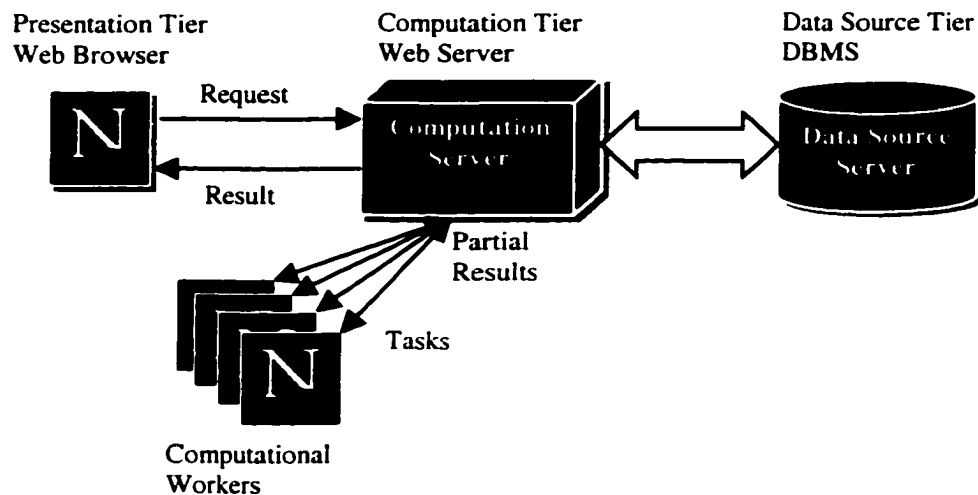 Presentation Tier
Web Browser
Computation Tier
Web Server
Data Source Tier
DBMS
Request
N
Computation
Server
Data Source
Server
Result
Partial
Results
Tasks
N
Computational
Workers